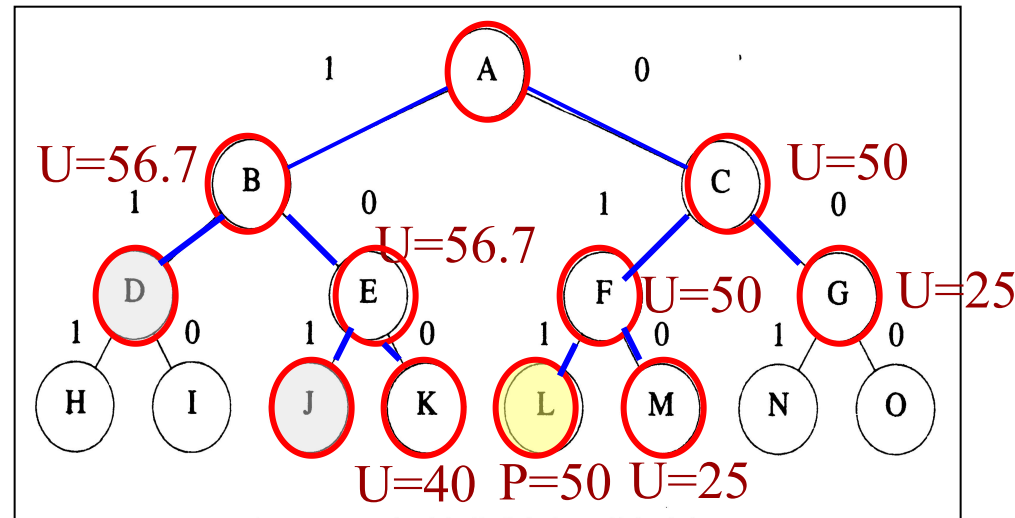 A
1 0
U=56.7 B C U=50
1 0 1 0
U=56.7
D E F U=50 G U=25
1 0 1 0 1 0 1 0
H I J K L M N O
U=40 P=50 U=25